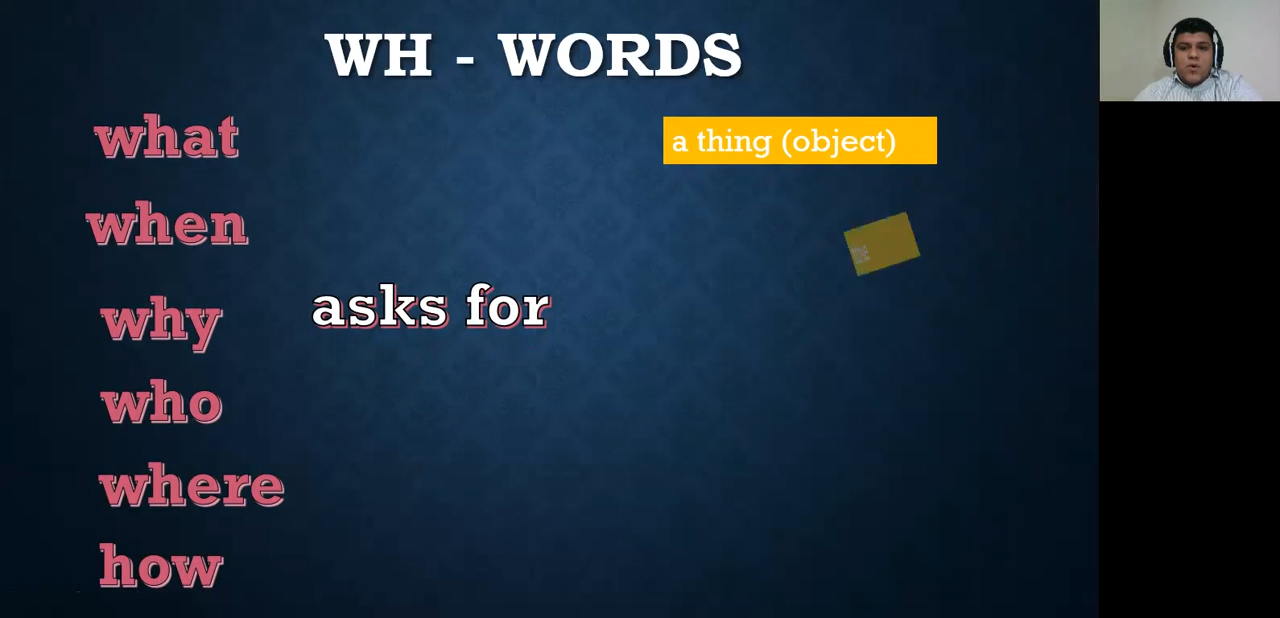 WH - WORDS
what
a thing (object)
when
why
asks for
who
where
how